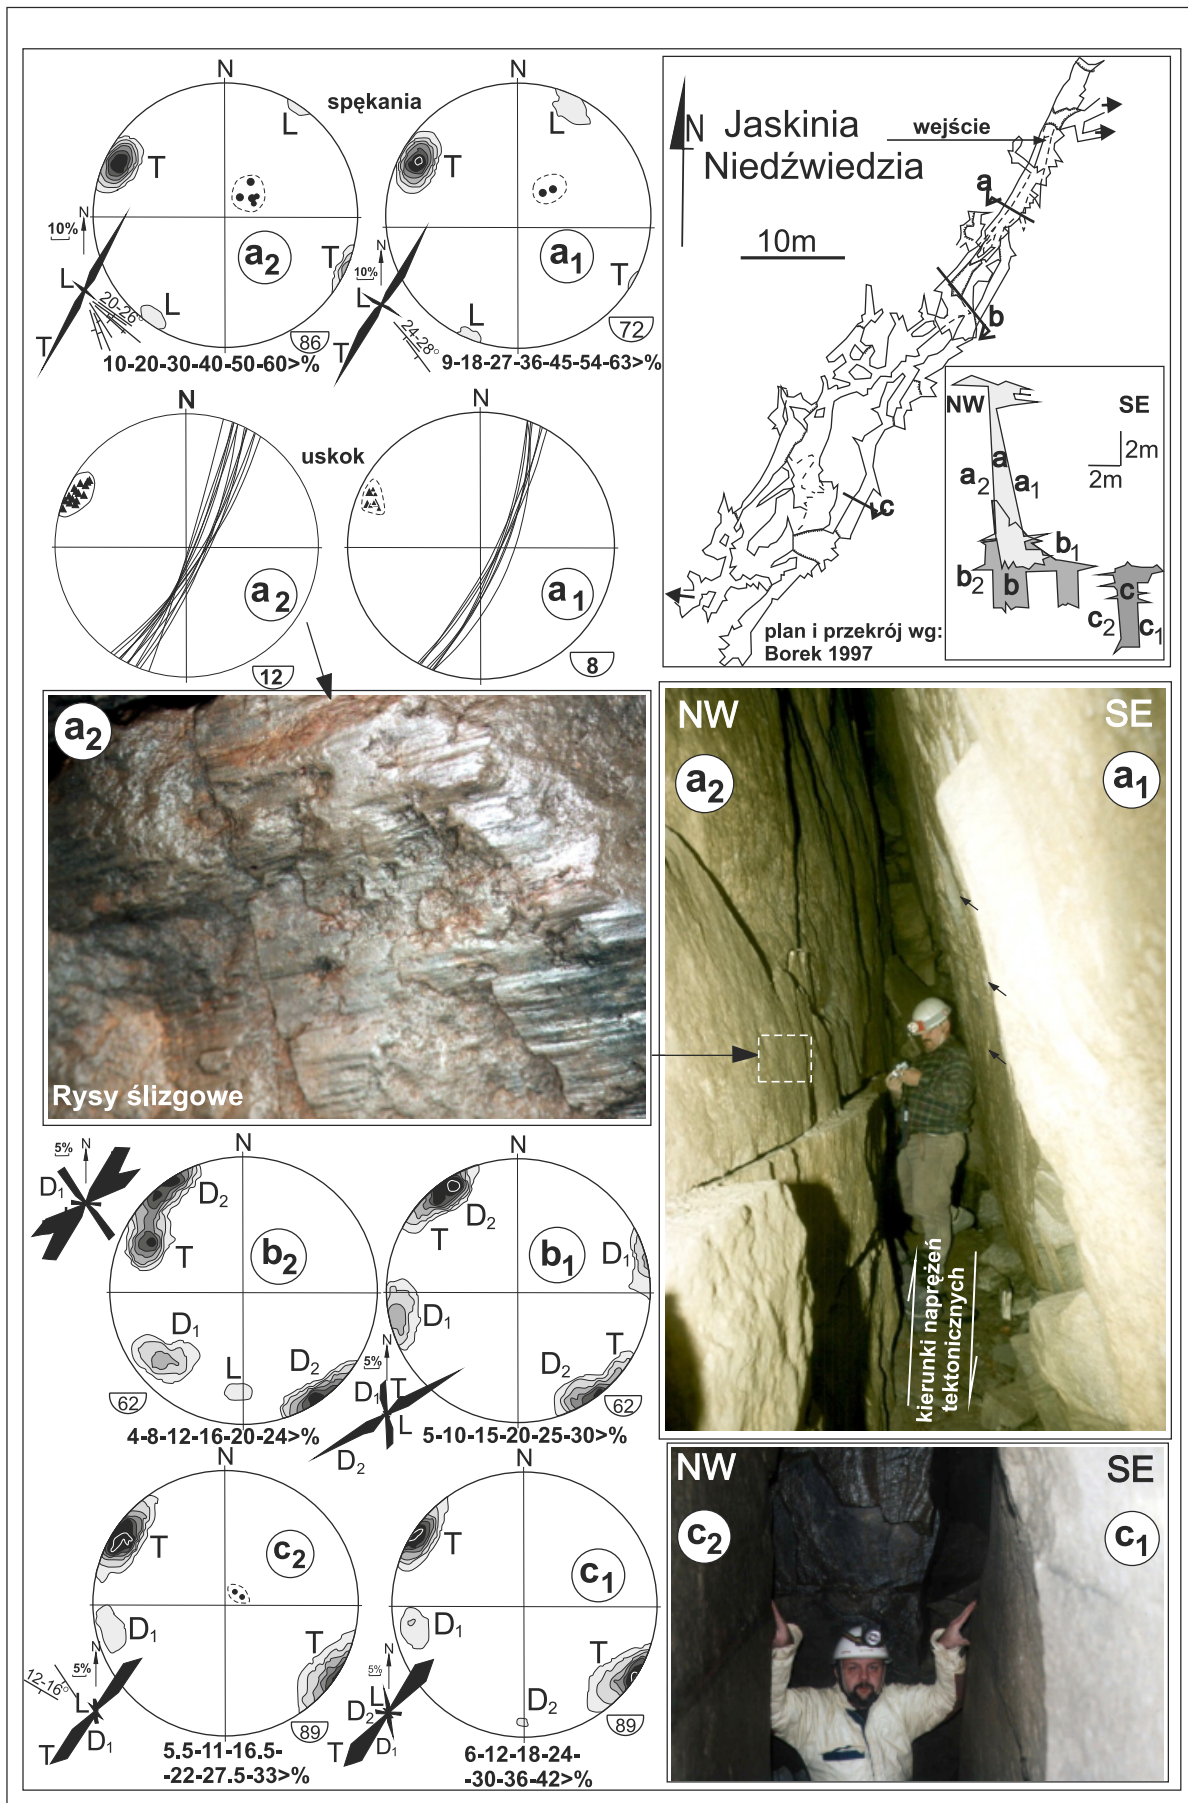 N
spękania
L
T
T
L
a2
N
10%
L
T
20-26°
86
10-20-30-40-50-60>%
N
L
T
T
L
a1
N
10%
L
T
24-28°
72
9-18-27-36-45-54-63>%
N
Jaskinia
Niedźwiedzia
wejście
10m
a
b
c
plan i przekrój wg:
Borek 1997
NW
SE
2m
2m
a
a2
a1
b1
b2
b
c
c2
c1
N
uskok
a2
12
N
a1
8
a2
Rysy ślizgowe
NW
SE
a2
a1
kierunki naprężeń
tektonicznych
5%
N
D1
N
D2
T
b2
D1
L
D2
62
4-8-12-16-20-24>%
N
D2
T
b1
D1
D1
T
D2
62
N
5%
D1
T
L
D2
5-10-15-20-25-30>%
N
T
c2
D1
T
89
N
5%
12-16°
L
D1
T
5.5-11-16.5-
-22-27.5-33>%
N
T
c1
D1
T
D2
89
N
5%
L
D2
D1
T
6-12-18-24-
-30-36-42>%
NW
SE
c2
c1